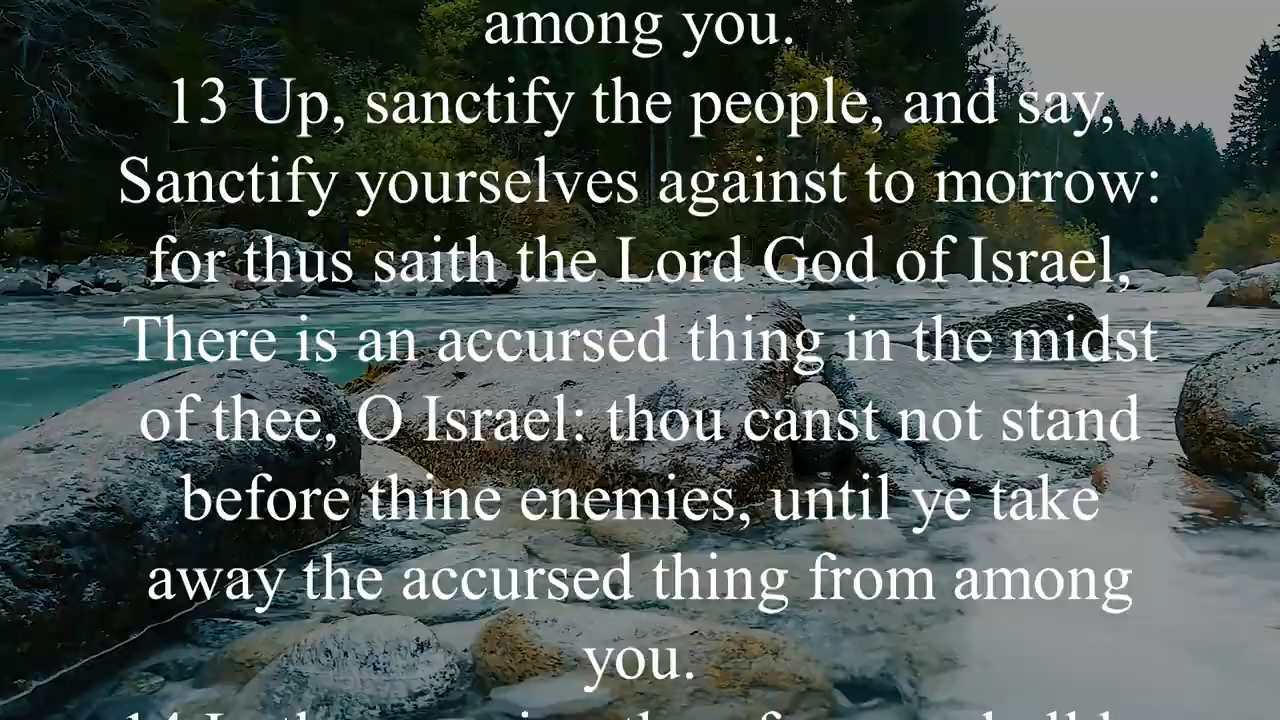 among you.
13 Up, sanctify the people, and say,
Sanctify yourselves against to morrow:
for thus saith the Lord God of Israel,
There is an accursed thing in the midst
of thee, O Israel: thou canst not stand
before thine enemies, until ye take
away the accursed thing from among
you.